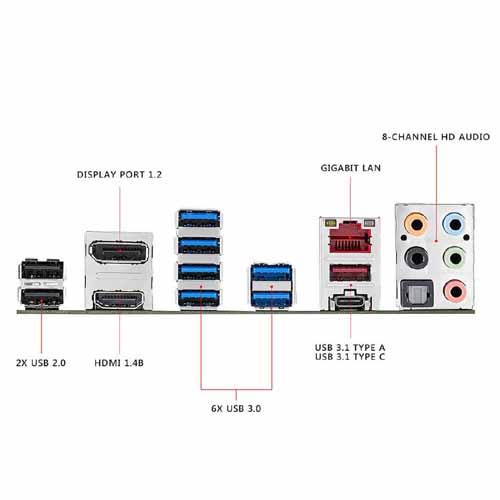 8-CHANNEL HD AUDIO
DISPLAY PORT 1.2
GIGABIT LAN
2X USB 2.0
HDMI 1.4B
USB 3.1 TYPE A
USB 3.1 TYPE C
6X USB 3.0